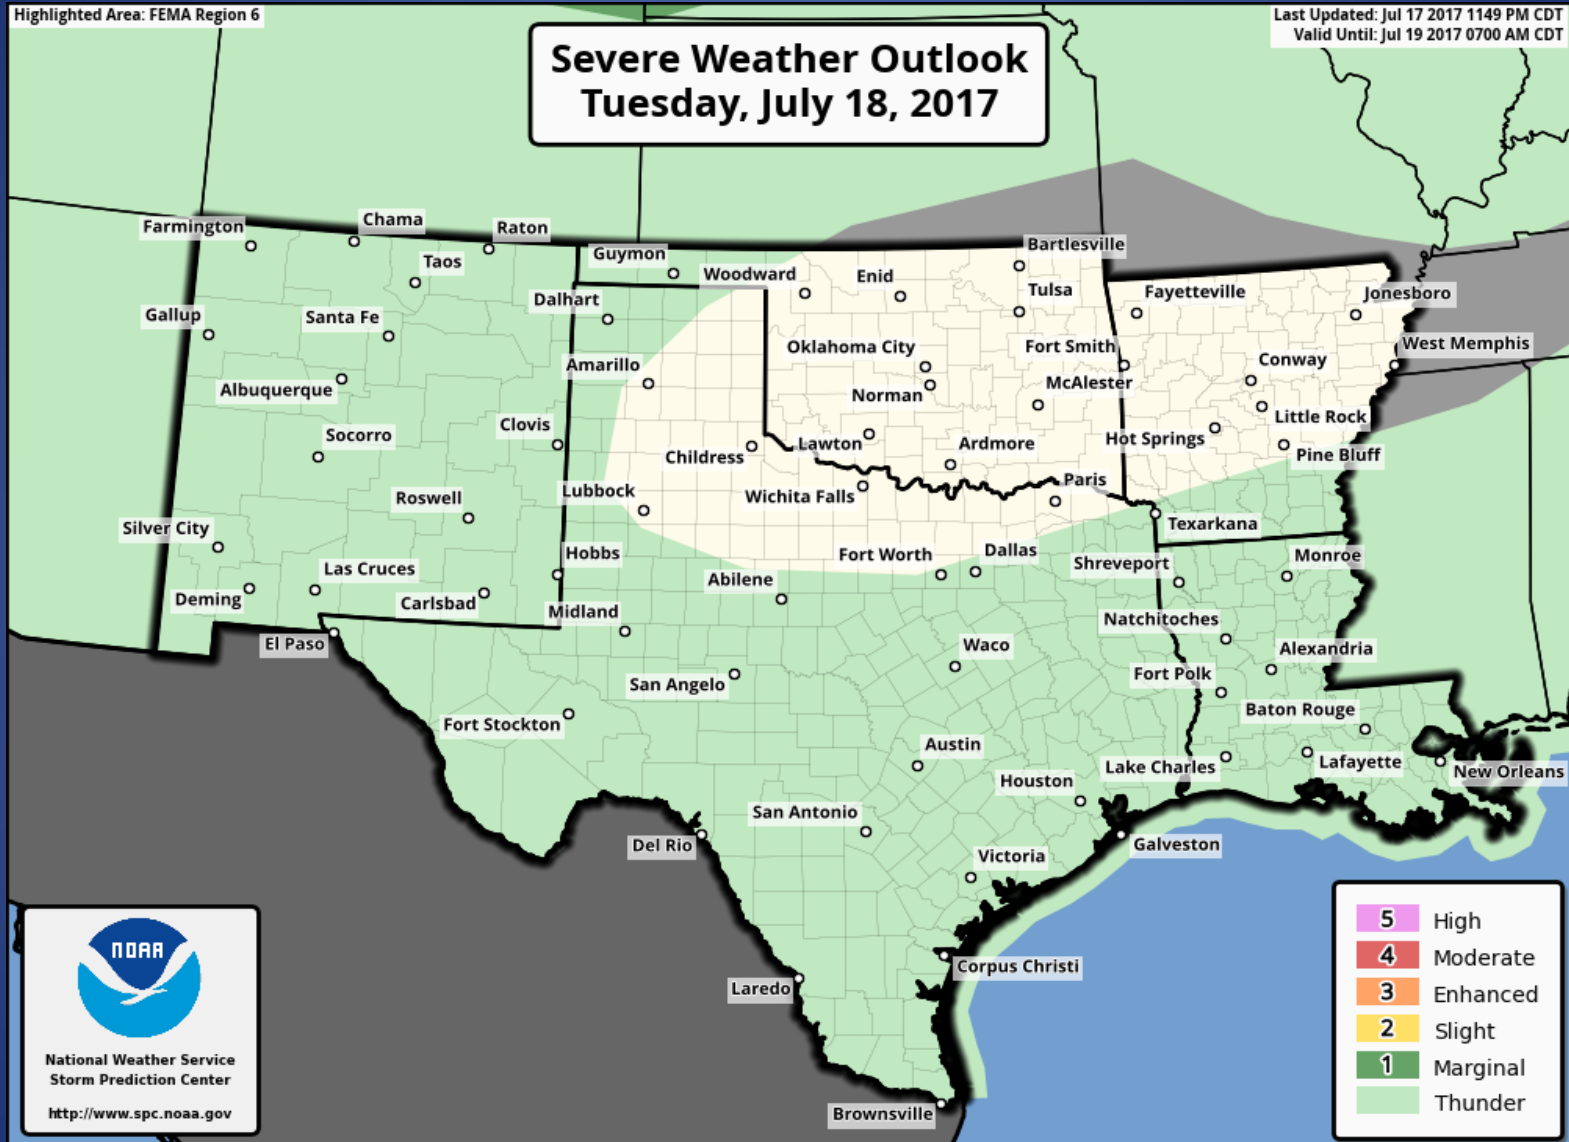 Highlighted Area: FEMA Region 6
Last Updated: Jul 17 2017 1149 PM CDT
Valid Until: Jul 19 2017 0700 AM CDT
Severe Weather Outlook
Tuesday, July 18, 2017
Farmington
Chama
Raton
Taos
Guymon
Woodward
Enid
Bartlesville
Dalhart
Tulsa
Fayetteville
Jonesboro
Gallup
Santa Fe
Oklahoma City
Fort Smith
West Memphis
Amarillo
Conway
Albuquerque
Norman
McAlester
Little Rock
Clovis
Socorro
Childress
Lawton
Ardmore
Hot Springs
Pine Bluff
Roswell
Lubbock
Wichita Falls
Paris
Silver City
Texarkana
Hobbs
Fort Worth
Dallas
Shreveport
Monroe
Las Cruces
Abilene
Deming
Carlsbad
Midland
Natchitoches
El Paso
Waco
Alexandria
San Angelo
Fort Polk
Fort Stockton
Baton Rouge
Austin
Lake Charles
Lafayette
New Orleans
Houston
San Antonio
Del Rio
Galveston
Victoria
Laredo
Corpus Christi
Brownsville
NOAA
National Weather Service
Storm Prediction Center
http://www.spc.noaa.gov
5 High
4 Moderate
3 Enhanced
2 Slight
1 Marginal
Thunder